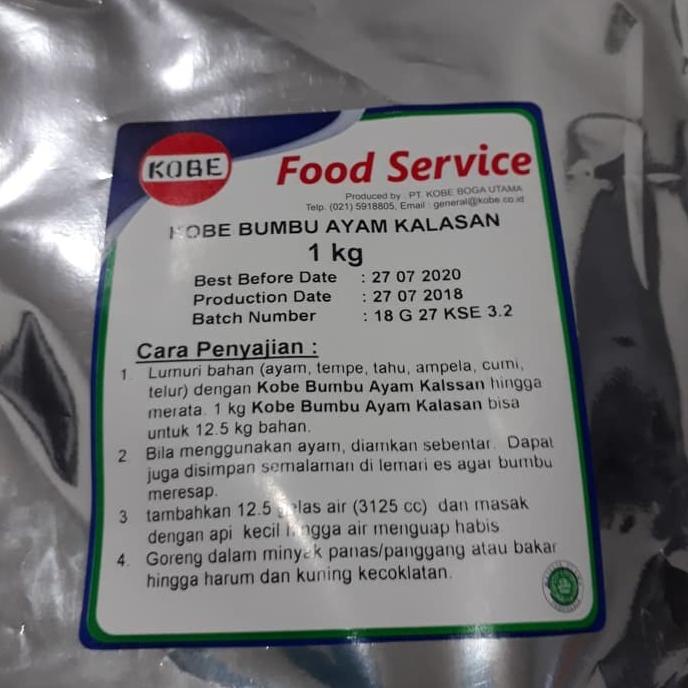 KOBE
Food Service
Produced by : PT. KOBE BOGA UTAMA
Telp. (021) 5918805, Email : general@kobe.co.id
KOBE BUMBU AYAM KALASAN
1 kg
Best Before Date : 27 07 2020
Production Date : 27 07 2018
Batch Number : 18 G 27 KSE 3.2
Cara Penyajian :
1. Lumuri bahan (ayam, tempe, tahu, ampela, cumi,
telur) dengan Kobe Bumbu Ayam Kalssan hingga
merata. 1 kg Kobe Bumbu Ayam Kalasan bisa
untuk 12.5 kg bahan.
2. Bila menggunakan ayam, diamkan sebentar. Dapat
juga disimpan semalaman di lemari es agar bumbu
meresap.
3. tambahkan 12.5 gelas air (3125 cc) dan masak
dengan api kecil hingga air menguap habis
4. Goreng dalam minyak panas/panggang atau bakar
hingga harum dan kuning kecoklatan.